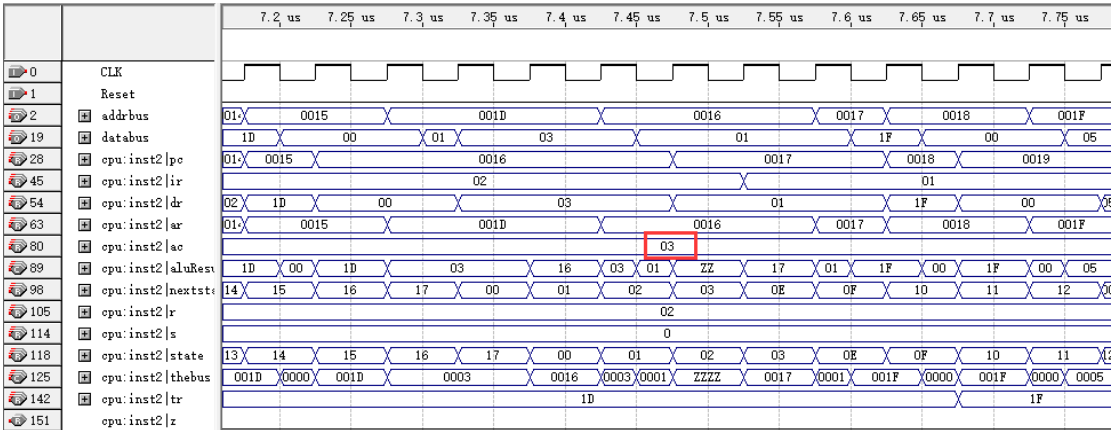 7.2 us 7.25 us 7.3 us 7.35 us 7.4 us 7.45 us 7.5 us 7.55 us 7.6 us 7.65 us 7.7 us 7.75 us
0 CLK
1 Reset
2 addrbus 0015 001D 0016 0017 0018 001F
19 databus 1D 00 01 03 01 1F 00 05
28 cpu:inst2|pc 0015 0016 0017 0018 0019
45 cpu:inst2|ir 02 01
54 cpu:inst2|dr 02 1D 00 03 01 1F 00
63 cpu:inst2|ar 0015 001D 0016 0017 0018 001F
80 cpu:inst2|ac 03
89 cpu:inst2|aluResu 1D 00 1D 03 16 03 01 ZZ 17 01 1F 00 1F 00 05
98 cpu:inst2|nextsta 14 15 16 17 00 01 02 03 0E 0F 10 11 12
105 cpu:inst2|r 02
114 cpu:inst2|s 0
118 cpu:inst2|state 13 14 15 16 17 00 01 02 03 0E 0F 10 11
125 cpu:inst2|thebus 001D 0000 001D 0003 0016 0003 0001 ZZZZ 0017 0001 001F 0000 001F 0000 0005
142 cpu:inst2|tr 1D 1F
151 cpu:inst2|z